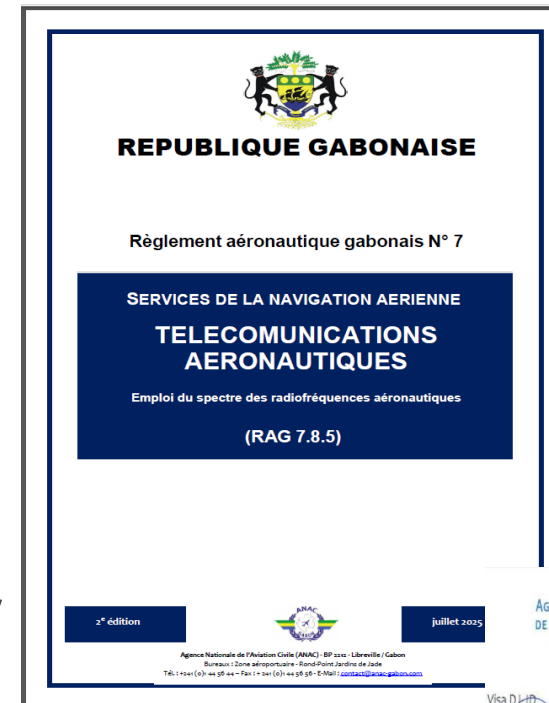 REPUBLIQUE GABONAISE
Règlement aéronautique gabonais N° 7
SERVICES DE LA NAVIGATION AERIENNE
TELECOMUNICATIONS
AERONAUTIQUES
Emploi du spectre des radiofréquences aéronautiques
(RAG 7.8.5)
2e édition
ANAC
juillet 2025
Agence Nationale de l'Aviation Civile (ANAC) - BP 2212 - Libreville / Gabon
Bureaux : Zone aéroportuaire - Rond-Point Jardins de Jade
Tél. : +241 (0)1 44 56 44 – Fax : + 241 (0)1 44 56 56 - E-Mail : contact@anac-gabon.com
AG
DE
Visa